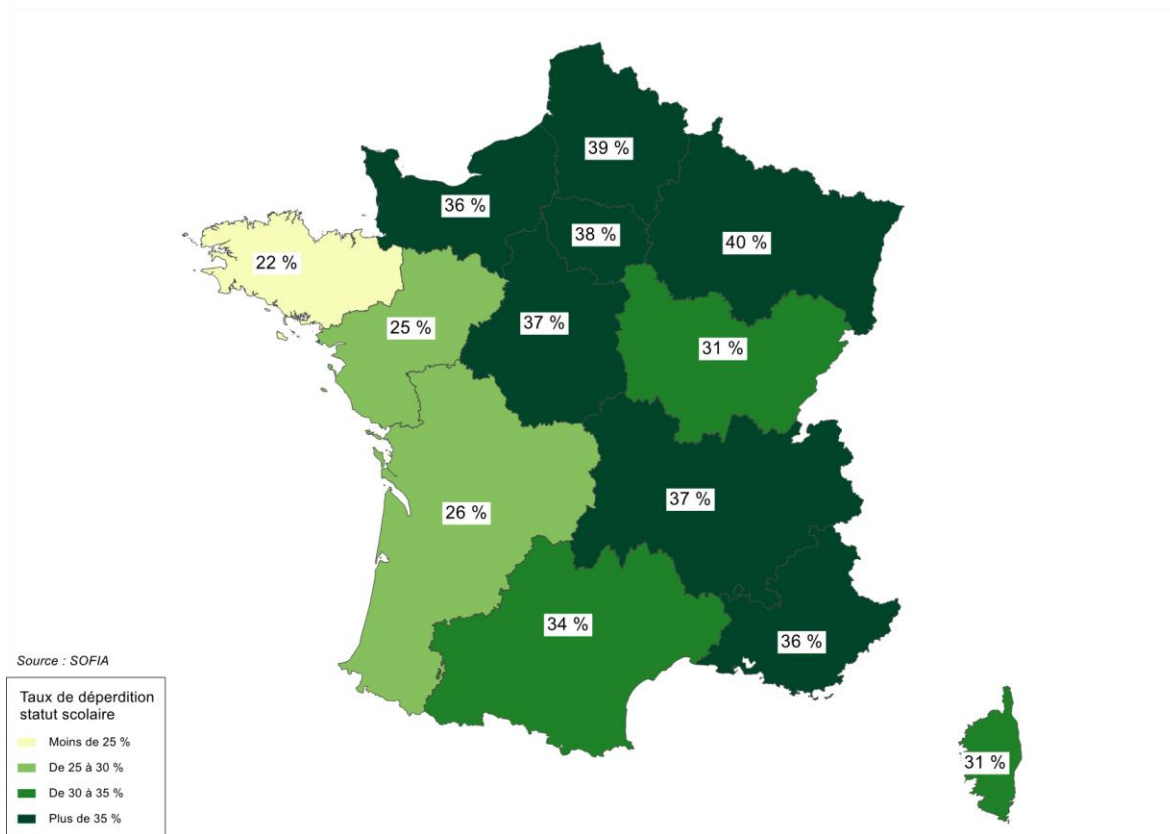 39 %
36 %
38 %
40 %
22 %
25 %
37 %
31 %
37 %
26 %
34 %
36 %
31 %
Source : SOFIA
Taux de déperdition
statut scolaire
Moins de 25 %
De 25 à 30 %
De 30 à 35 %
Plus de 35 %